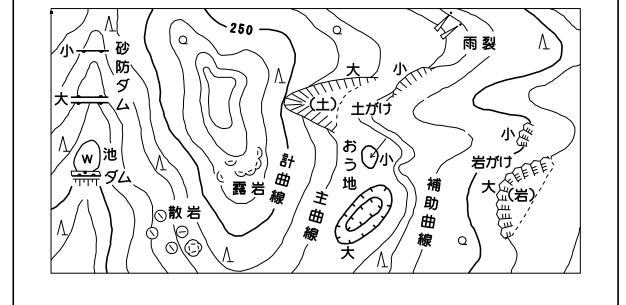 250
小
砂防ダム
大
W
池
ダム
散岩
露岩
計曲線
主曲線
大
(土)
土がけ
小
雨裂
おう地
小
大
補助曲線
小
岩がけ
大
(岩)